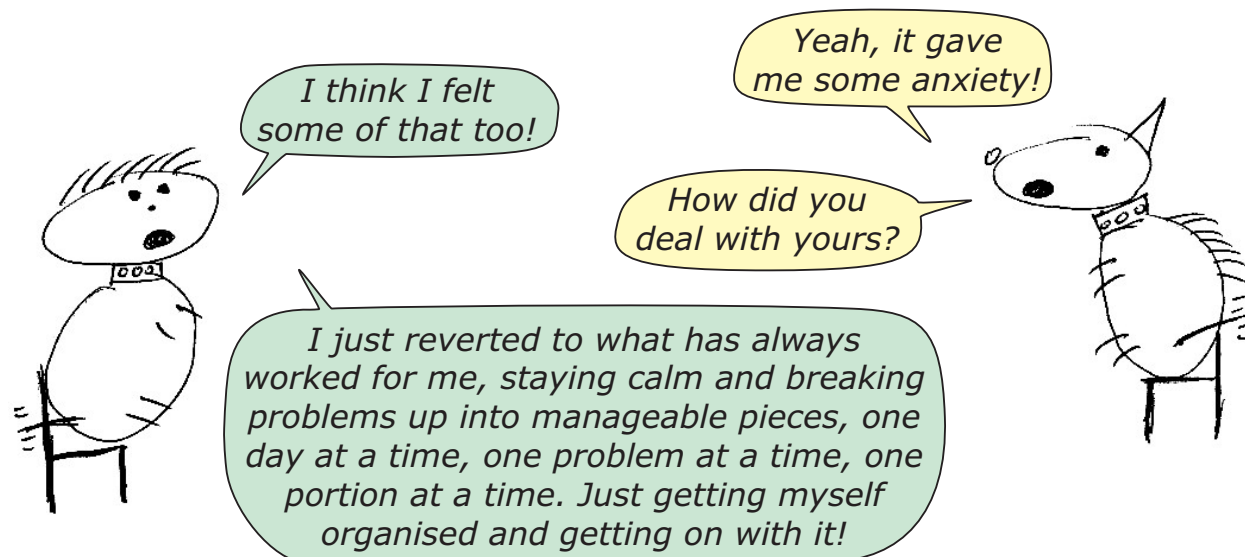 Yeah, it gave
me some anxiety!
I think I felt
some of that too!
How did you
deal with yours?
I just reverted to what has always
worked for me, staying calm and breaking
problems up into manageable pieces, one
day at a time, one problem at a time, one
portion at a time. Just getting myself
organised and getting on with it!